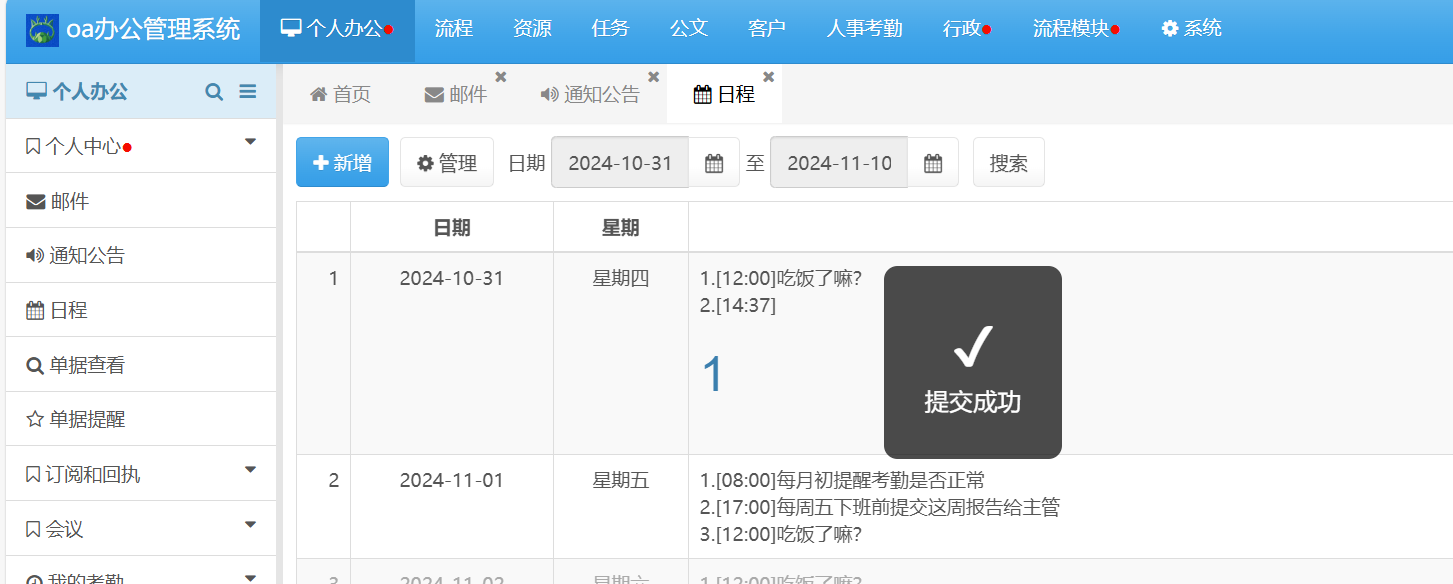 oa办公管理系统 个人办公 流程 资源 任务 公文 客户 人事考勤 行政 流程模块 系统
个人办公
首页 邮件 通知公告 日程
个人中心
邮件
通知公告
日程
单据查看
单据提醒
订阅和回执
会议
我的考勤
新增 管理 日期 2024-10-31 至 2024-11-10 搜索
日期 星期
1 2024-10-31 星期四 1.[12:00]吃饭了嘛?
2.[14:37]
1
提交成功
2 2024-11-01 星期五 1.[08:00]每月初提醒考勤是否正常
2.[17:00]每周五下班前提交这周报告给主管
3.[12:00]吃饭了嘛?
3 2024-11-02 星期六 1.[12:00]吃饭了嘛?